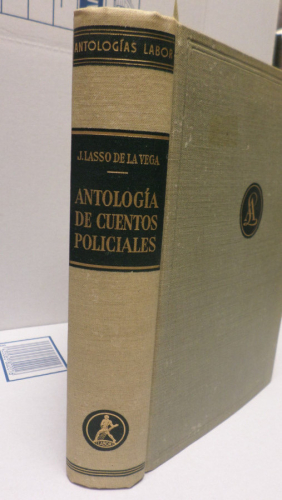 ANTOLOGÍAS LABOR
J. LASSO DE LA VEGA
ANTOLOGÍA
DE CUENTOS
POLICIALES